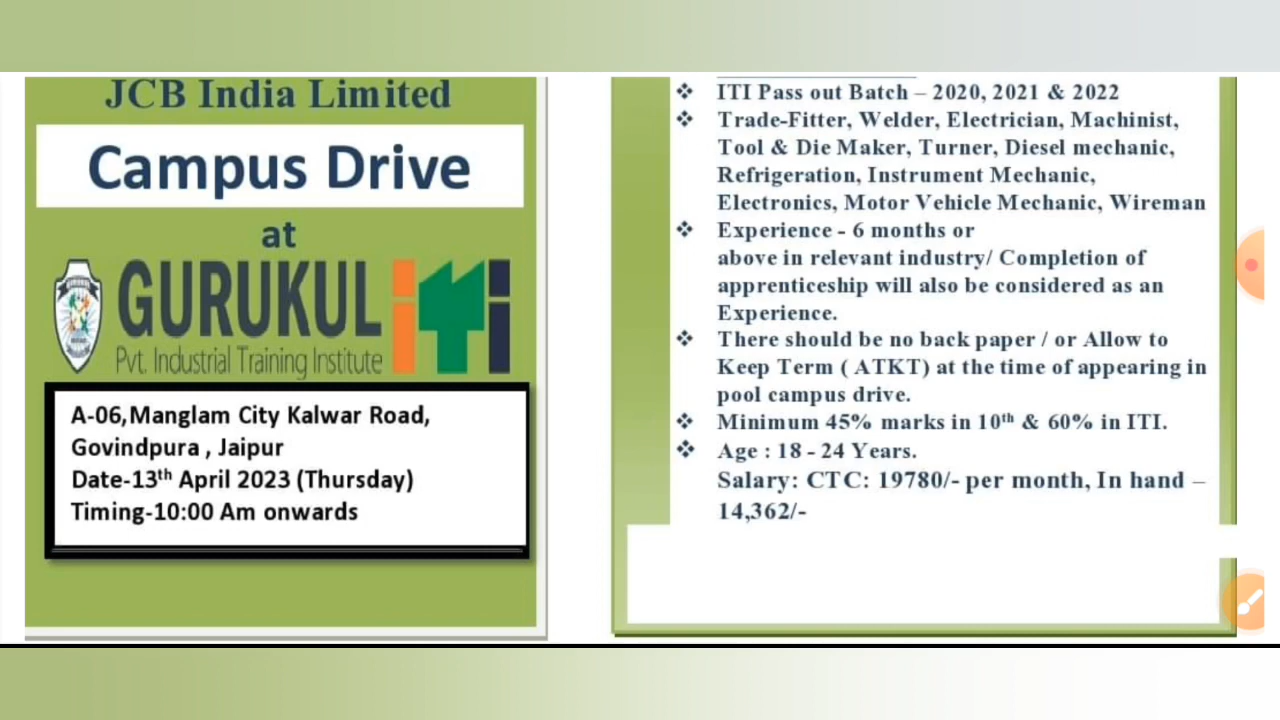 JCB India Limited
Campus Drive
at
GURUKUL iTi
Pvt. Industrial Training Institute
A-06,Manglam City Kalwar Road,
Govindpura , Jaipur
Date-13th April 2023 (Thursday)
Timing-10:00 Am onwards
❖ ITI Pass out Batch – 2020, 2021 & 2022
❖ Trade-Fitter, Welder, Electrician, Machinist,
Tool & Die Maker, Turner, Diesel mechanic,
Refrigeration, Instrument Mechanic,
Electronics, Motor Vehicle Mechanic, Wireman
❖ Experience - 6 months or
above in relevant industry/ Completion of
apprenticeship will also be considered as an
Experience.
❖ There should be no back paper / or Allow to
Keep Term ( ATKT) at the time of appearing in
pool campus drive.
❖ Minimum 45% marks in 10th & 60% in ITI.
❖ Age : 18 - 24 Years.
Salary: CTC: 19780/- per month, In hand –
14,362/-